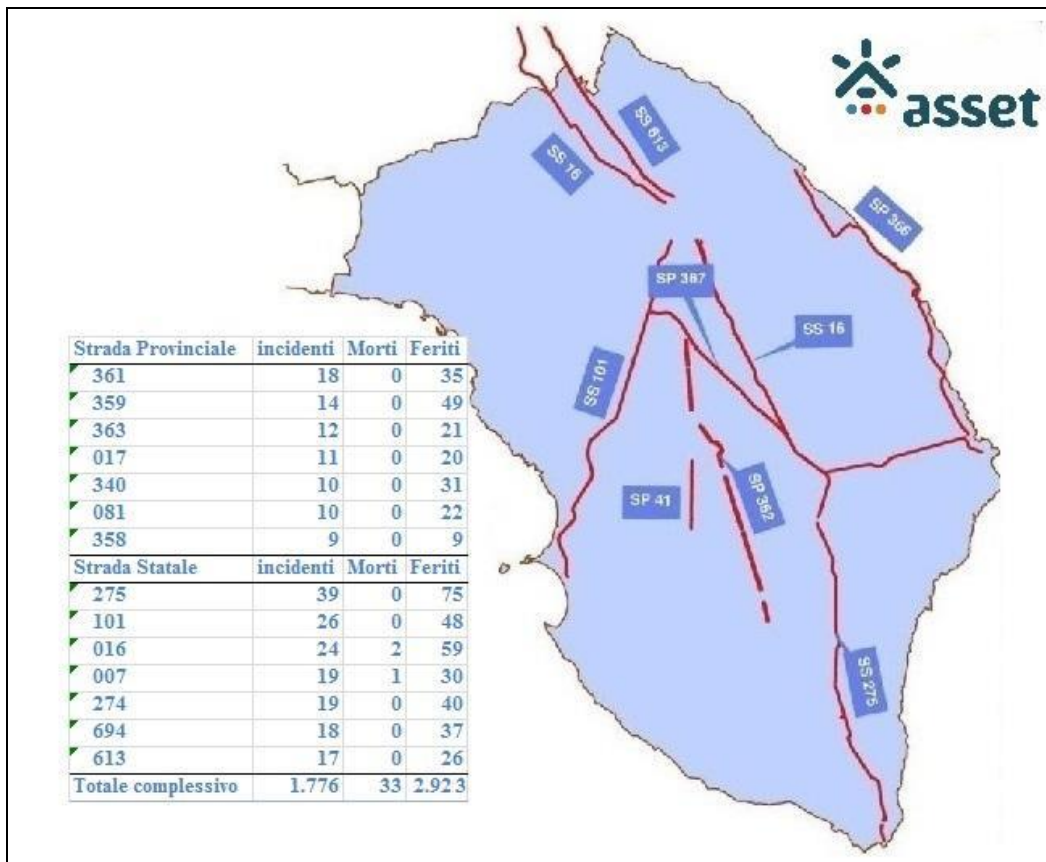 asset
SS 613
SS 16
SP 366
SP 367
SS 16
SS 101
SP 41
SP 362
SS 275
Strada Provinciale incidenti Morti Feriti
361 18 0 35
359 14 0 49
363 12 0 21
017 11 0 20
340 10 0 31
081 10 0 22
358 9 0 9
Strada Statale incidenti Morti Feriti
275 39 0 75
101 26 0 48
016 24 2 59
007 19 1 30
274 19 0 40
694 18 0 37
613 17 0 26
Totale complessivo 1.776 33 2.923